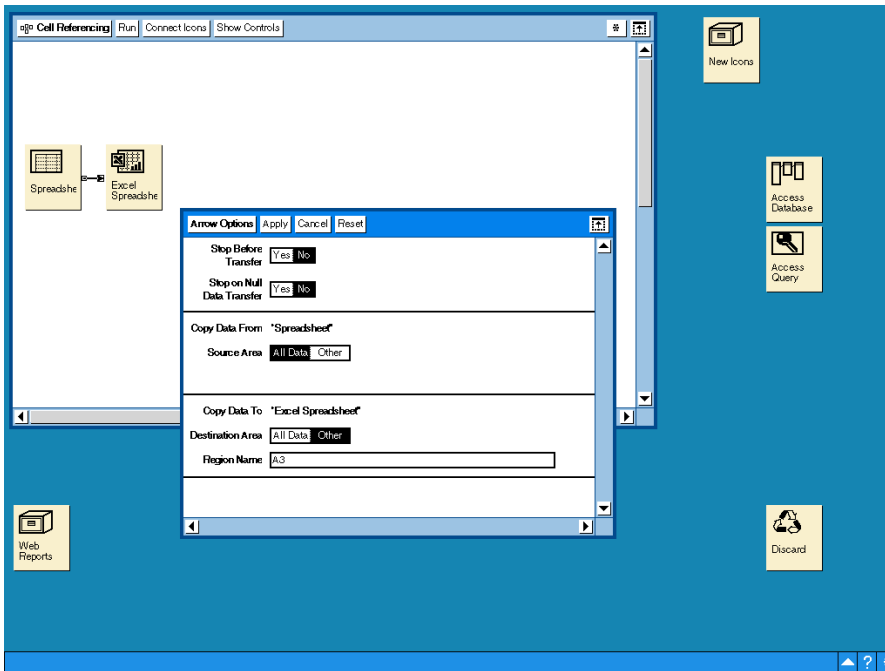 Cell Referencing Run Connect Icons Show Controls
New Icons
Spreadshe
Excel
Spreadshe
Access
Database
Access
Query
Arrow Options Apply Cancel Reset
Stop Before
Transfer
Yes No
Stop on Null
Data Transfer
Yes No
Copy Data From "Spreadsheet"
Source Area All Data Other
Copy Data To "Excel Spreadsheet"
Destination Area All Data Other
Region Name A3
Web
Reports
Discard
?